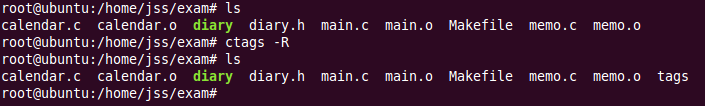 root@ubuntu:/home/jss/exam# ls
calendar.c  calendar.o  diary  diary.h  main.c  main.o  Makefile  memo.c  memo.o
root@ubuntu:/home/jss/exam# ctags -R
root@ubuntu:/home/jss/exam# ls
calendar.c  calendar.o  diary  diary.h  main.c  main.o  Makefile  memo.c  memo.o  tags
root@ubuntu:/home/jss/exam#